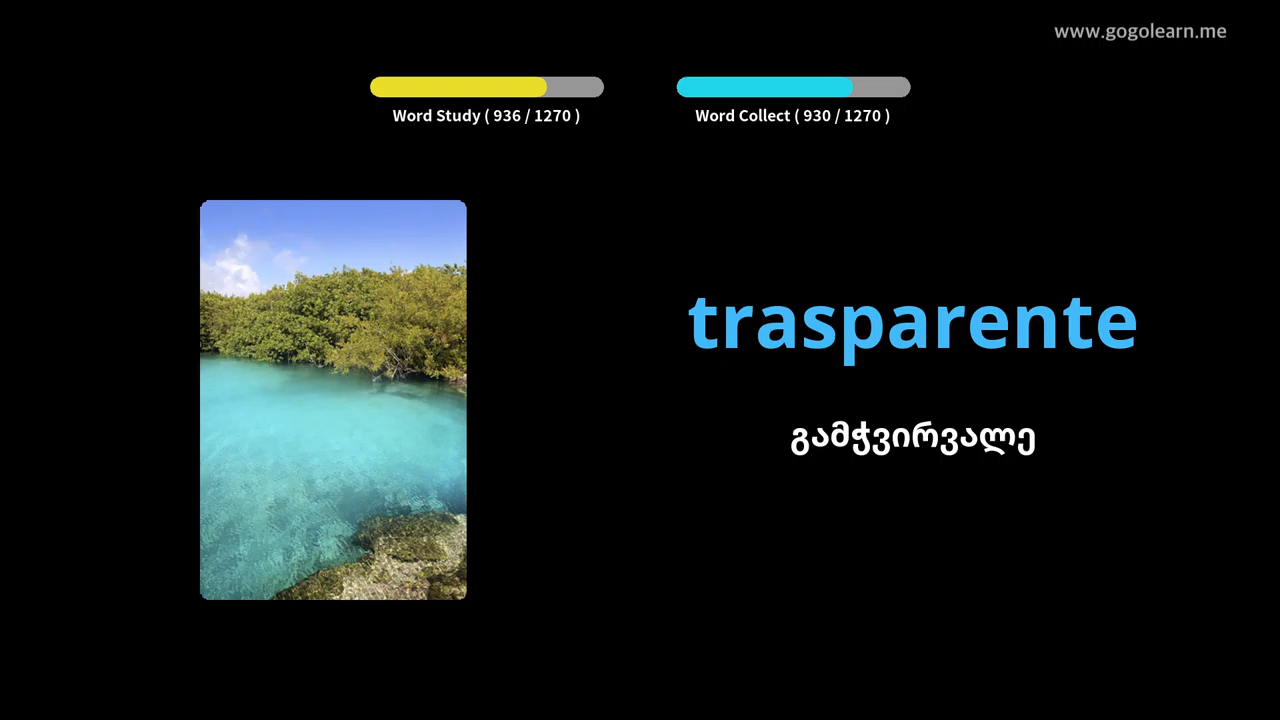 www.gogolearn.me
Word Study ( 936 / 1270 )
Word Collect ( 930 / 1270 )
trasparente
გამჭვირვალე